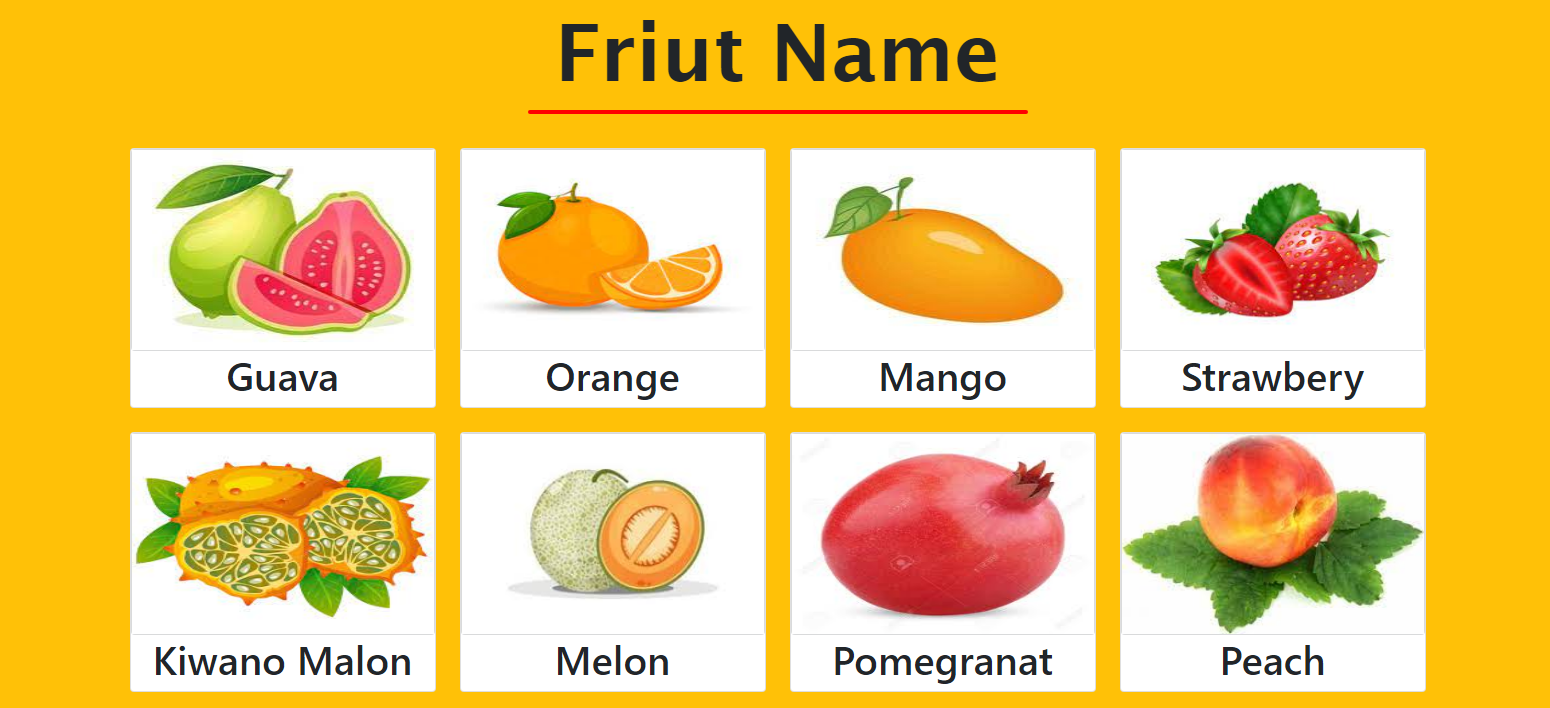 Friut Name
Guava
Orange
Mango
Strawbery
Kiwano Malon
Melon
Pomegranat
Peach